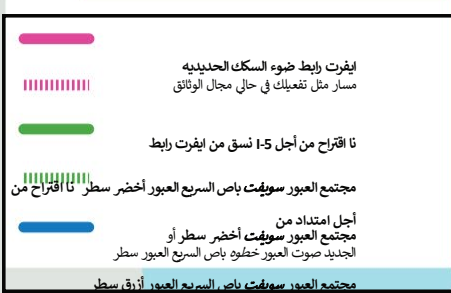 ايفرت رابط ضوء السكك الحديديه
مسار مثل تفعيلك في حالي مجال الوثائق
نا اقتراح من أجل I-5 نسق من ايفرت رابط
مجتمع العبور سويفت باص السريع العبور أخضر سطر نا اقتراح من
أجل امتداد من
مجتمع العبور سويفت أخضر سطر أو
الجديد صوت العبور خطوه باص السريع العبور سطر
مجتمع العبور سويفت باص السريع العبور أزرق سطر